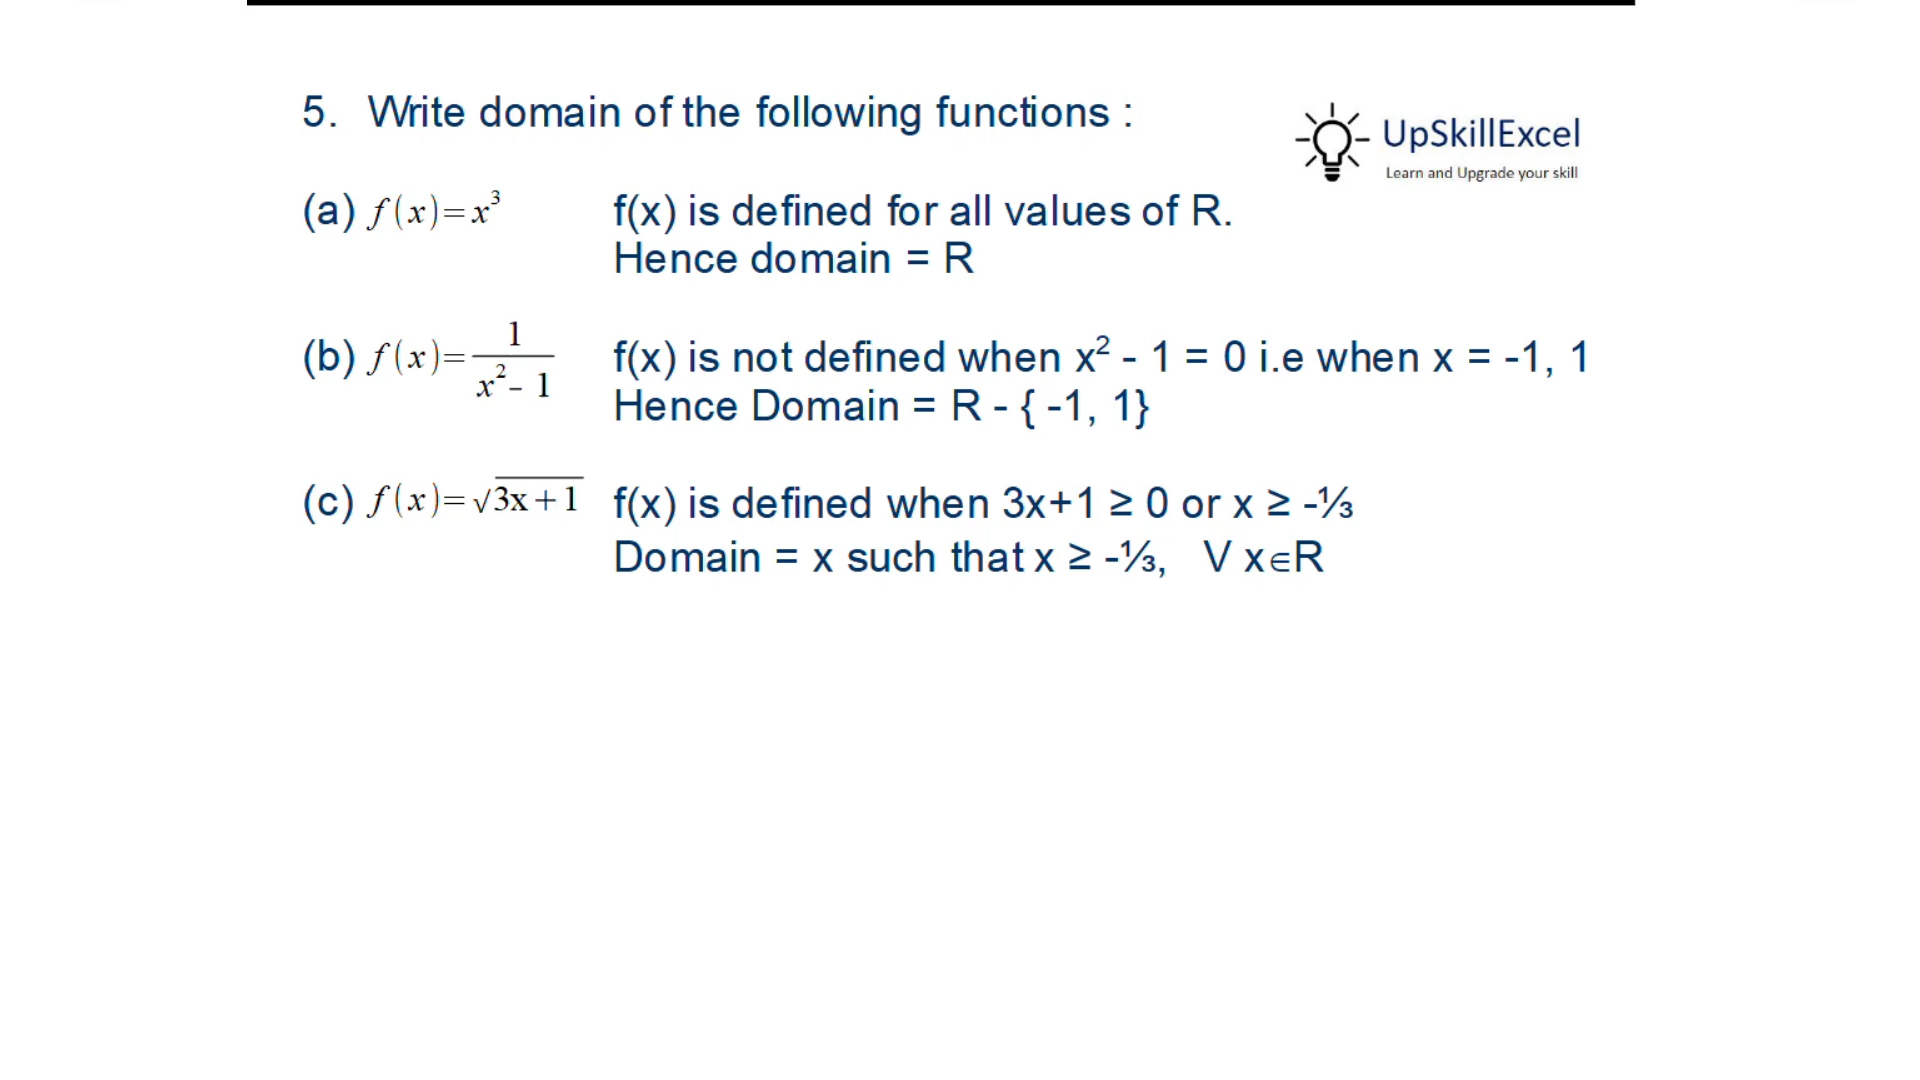 5. Write domain of the following functions :
UpSkillExcel
Learn and Upgrade your skill
(a) f(x)=x³ f(x) is defined for all values of R.
Hence domain = R
(b) f(x)=1/(x²- 1) f(x) is not defined when x² - 1 = 0 i.e when x = -1, 1
Hence Domain = R - { -1, 1}
(c) f(x)=√3x+1 f(x) is defined when 3x+1 ≥ 0 or x ≥ -⅓
Domain = x such that x ≥ -⅓, V x∈R